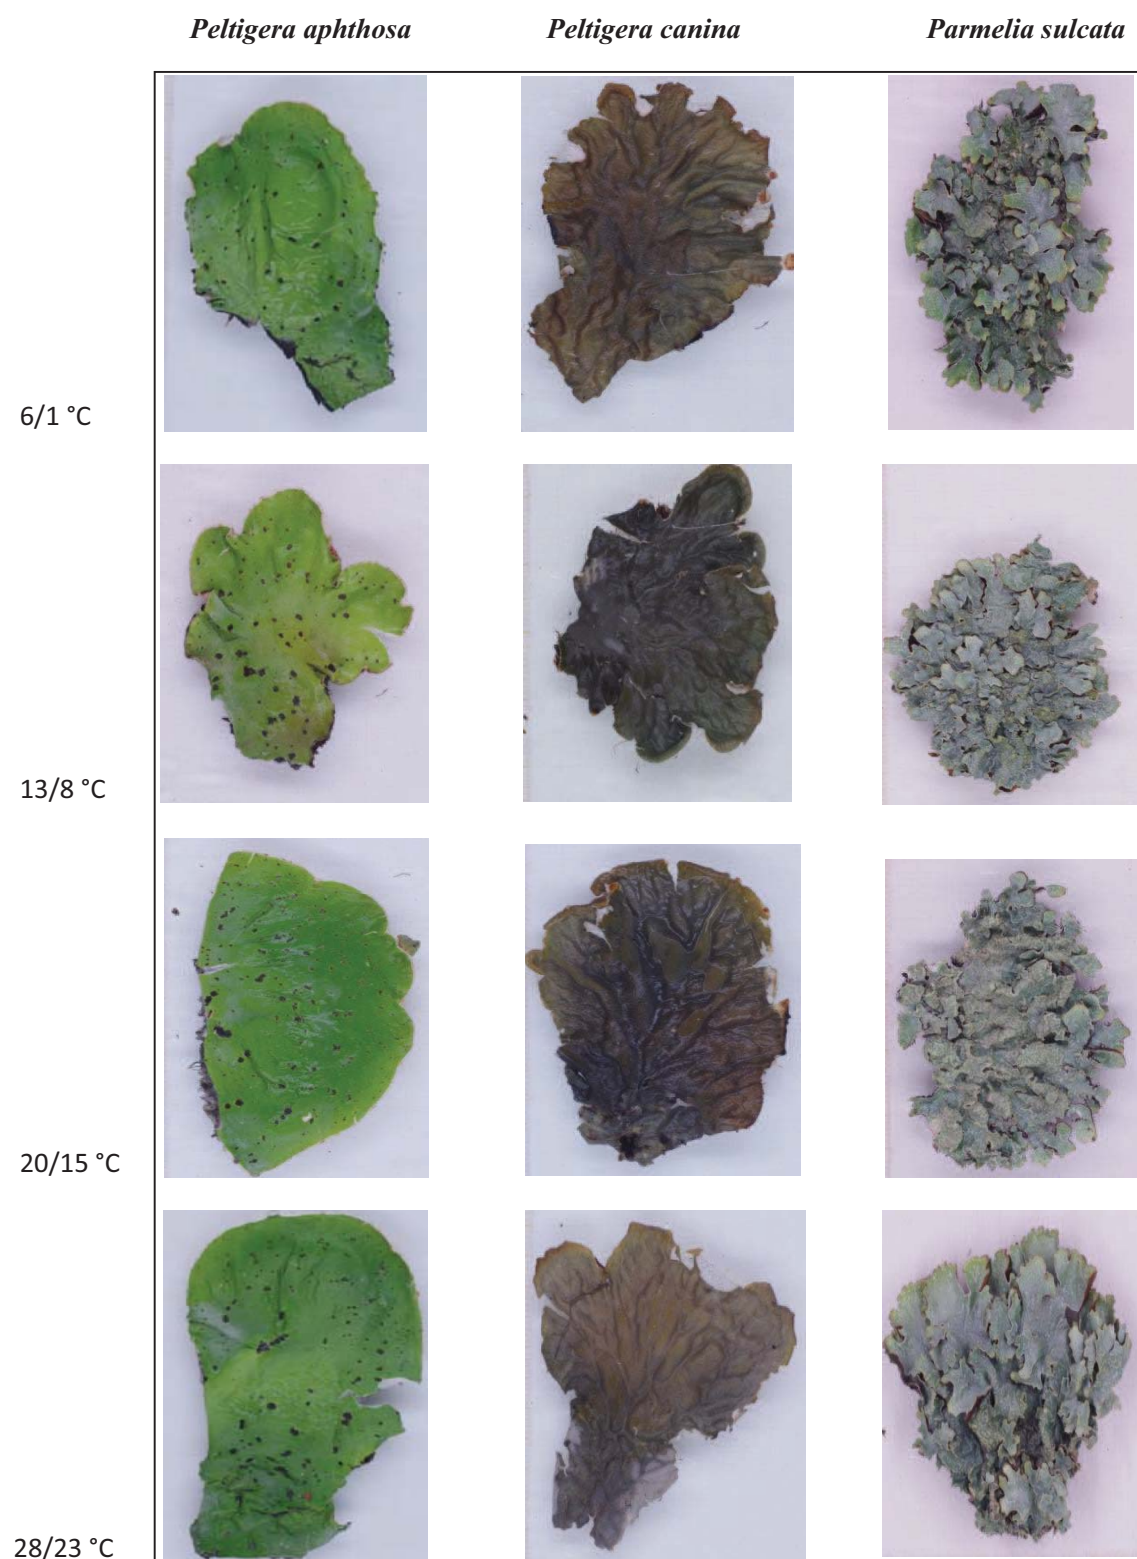 Peltigera aphthosa Peltigera canina Parmelia sulcata
6/1 °C
13/8 °C
20/15 °C
28/23 °C